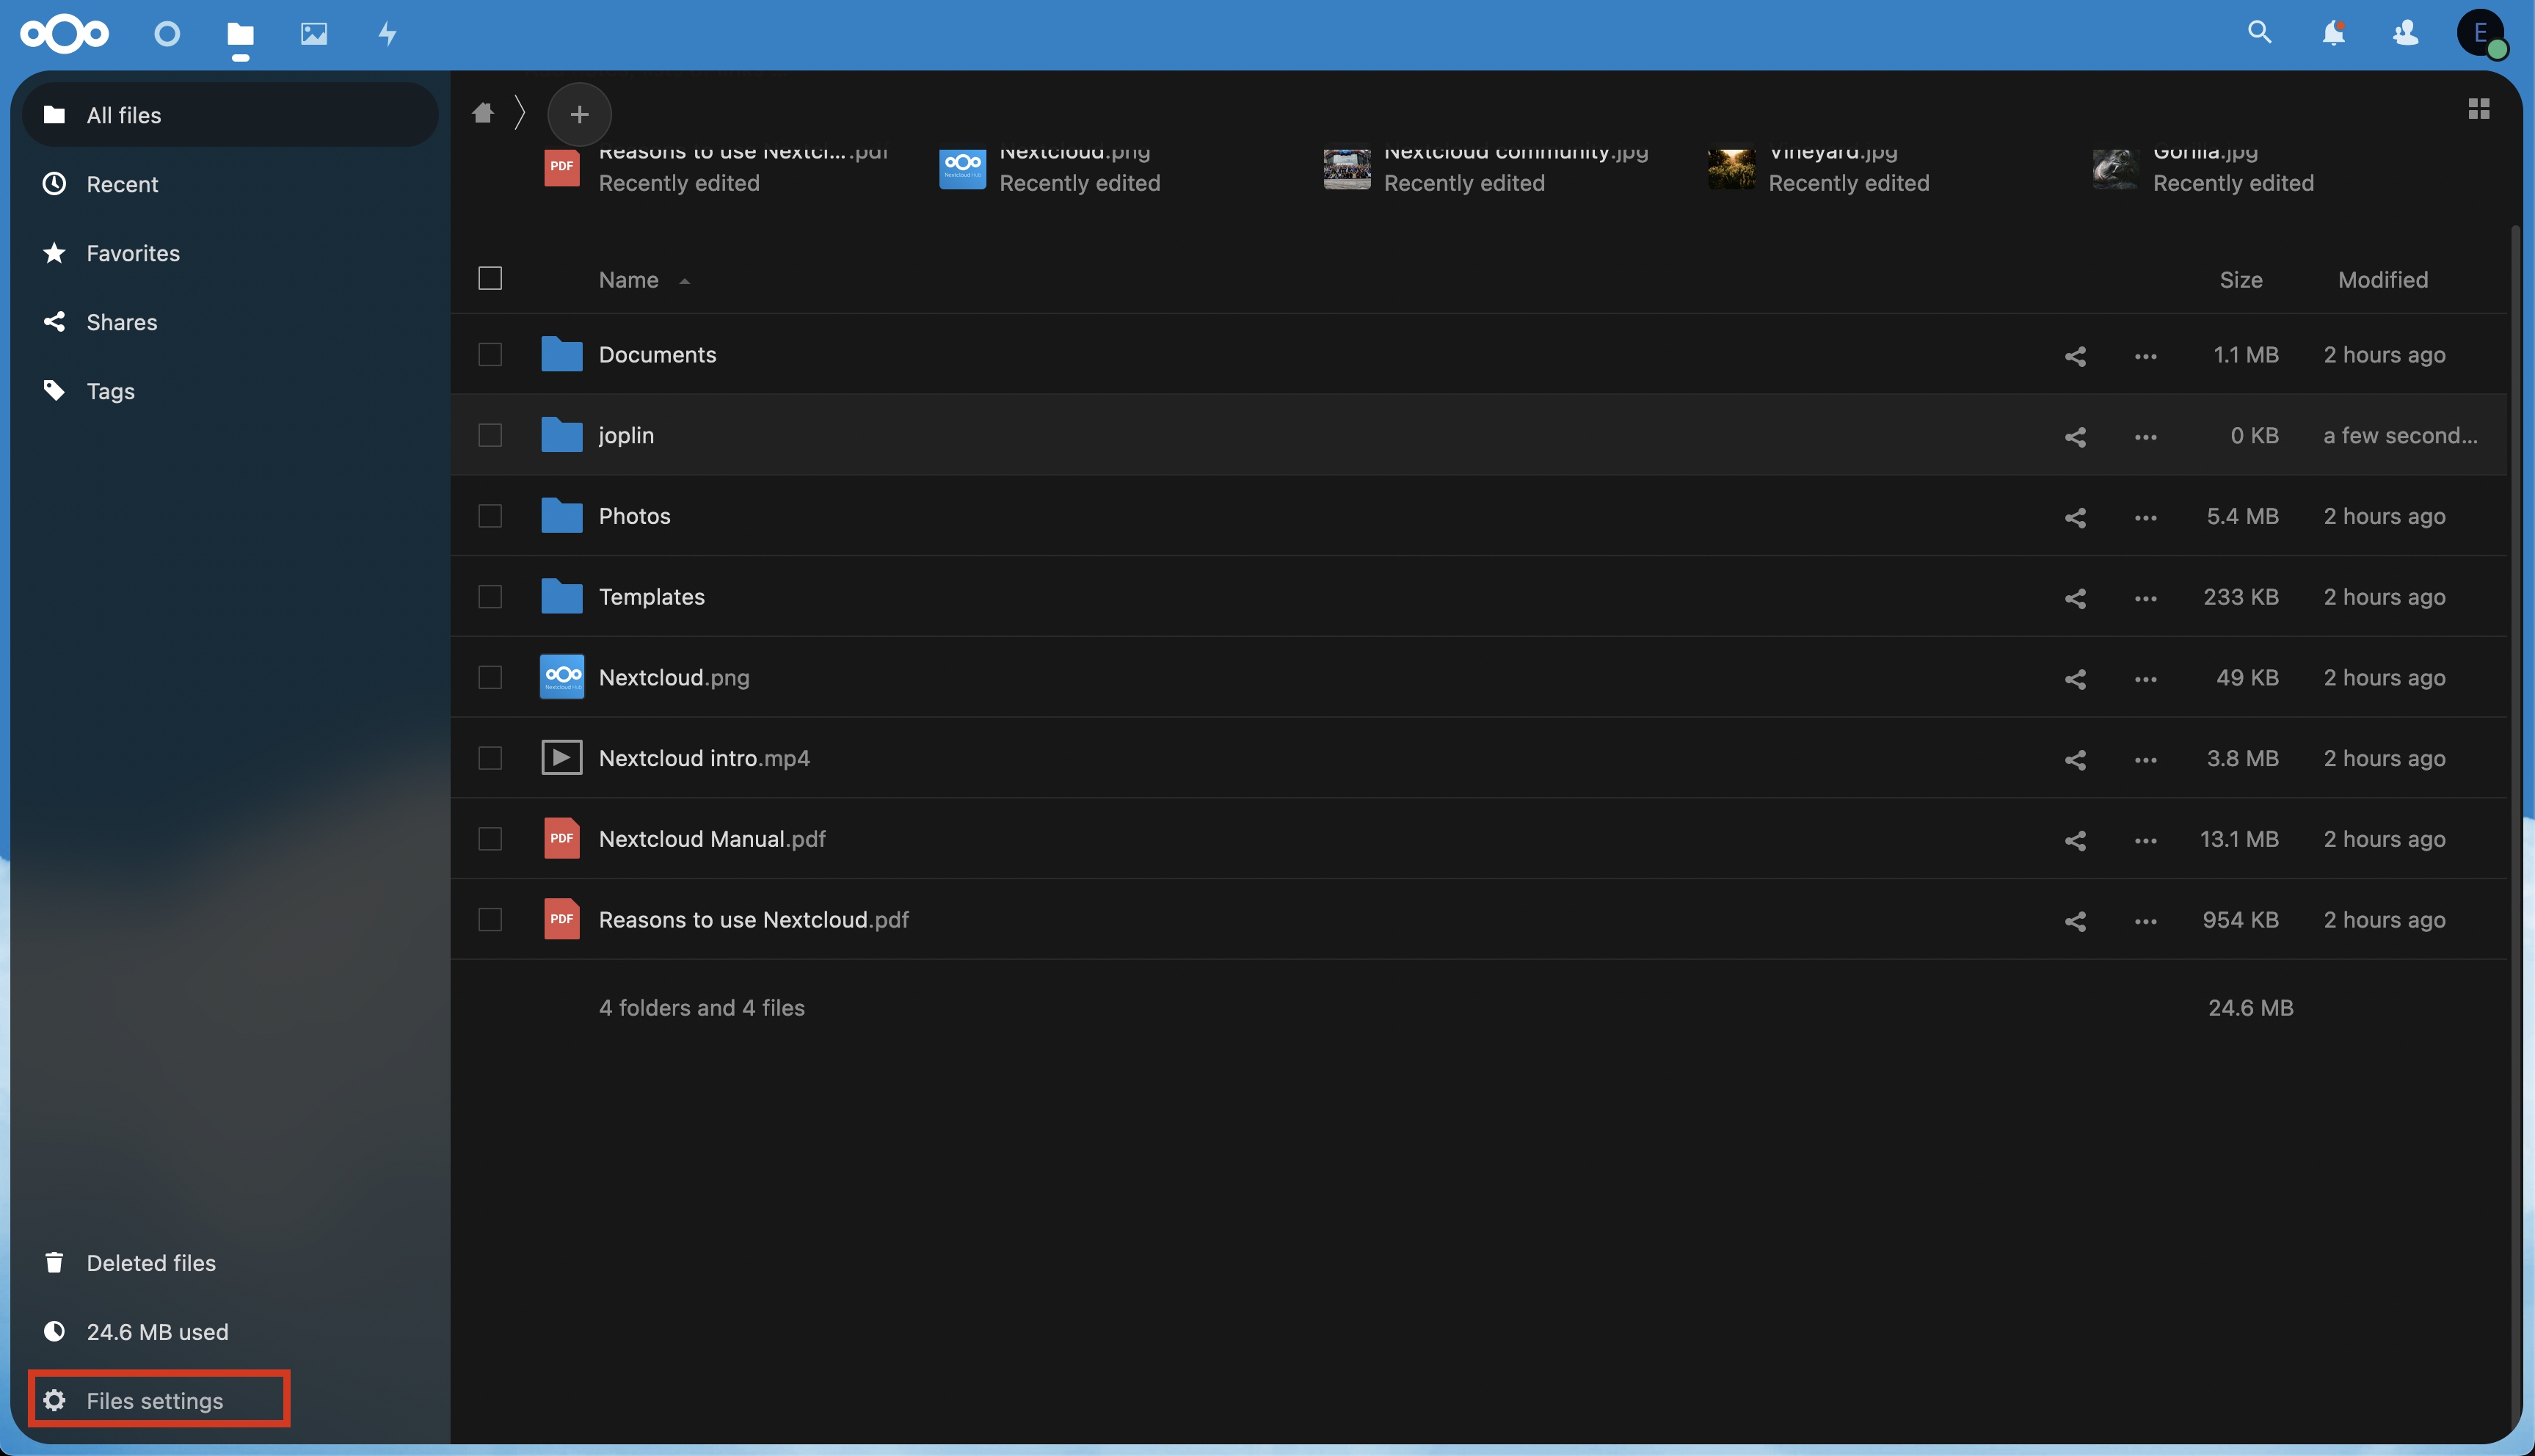 E
All files
Recent
Favorites
Shares
Tags
Deleted files
24.6 MB used
Files settings
Reasons to use Nextcl... .pdf
Recently edited
Nextcloud.png
Recently edited
Nextcloud community.jpg
Recently edited
Vineyard.jpg
Recently edited
Gorilla.jpg
Recently edited
PDF
Nextcloud Hub
Name Size Modified
Documents 1.1 MB 2 hours ago
joplin 0 KB a few second...
Photos 5.4 MB 2 hours ago
Templates 233 KB 2 hours ago
Nextcloud Hub
Nextcloud.png 49 KB 2 hours ago
Nextcloud intro.mp4 3.8 MB 2 hours ago
PDF Nextcloud Manual.pdf 13.1 MB 2 hours ago
PDF Reasons to use Nextcloud.pdf 954 KB 2 hours ago
4 folders and 4 files 24.6 MB